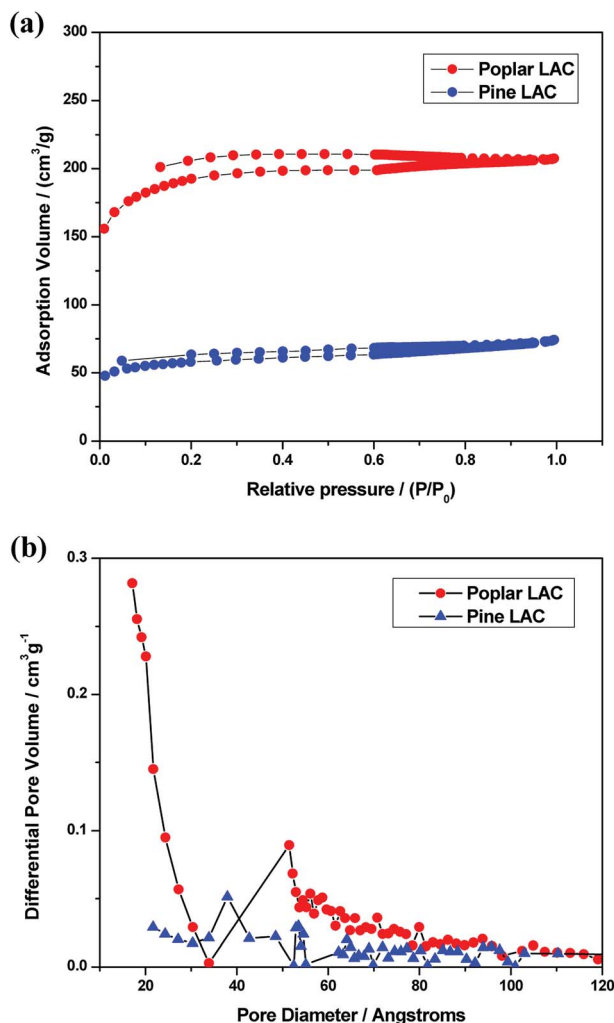 (a)
300
250
200
150
100
50
0
Adsorption Volume / (cm³/g)
Poplar LAC
Pine LAC
0.0 0.2 0.4 0.6 0.8 1.0
Relative pressure / (P/P₀)
(b)
0.3
0.2
0.1
0.0
Differential Pore Volume / cm³g⁻¹
Poplar LAC
Pine LAC
20 40 60 80 100 120
Pore Diameter / Angstroms